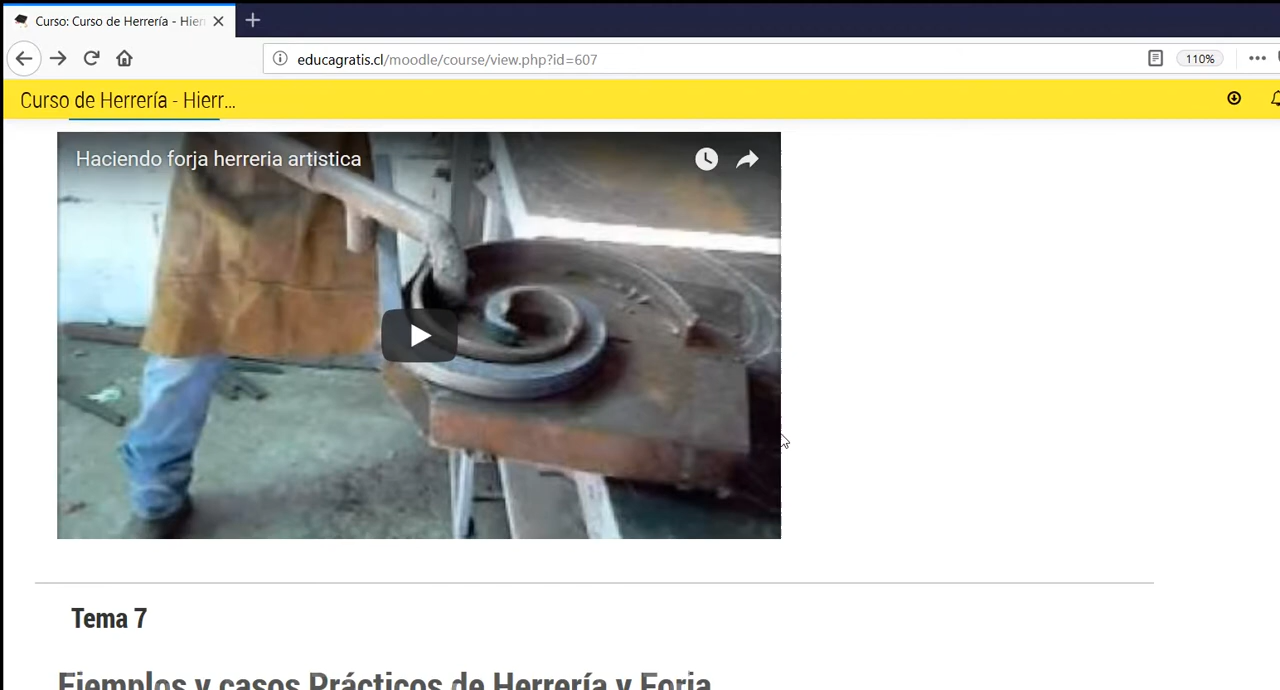 Curso: Curso de Herrería - Hier
educagratis.cl/moodle/course/view.php?id=607
110%
Curso de Herrería - Hierr...
Haciendo forja herreria artistica
Tema 7
Ejemplos y casos Prácticos de Herrería y Forja